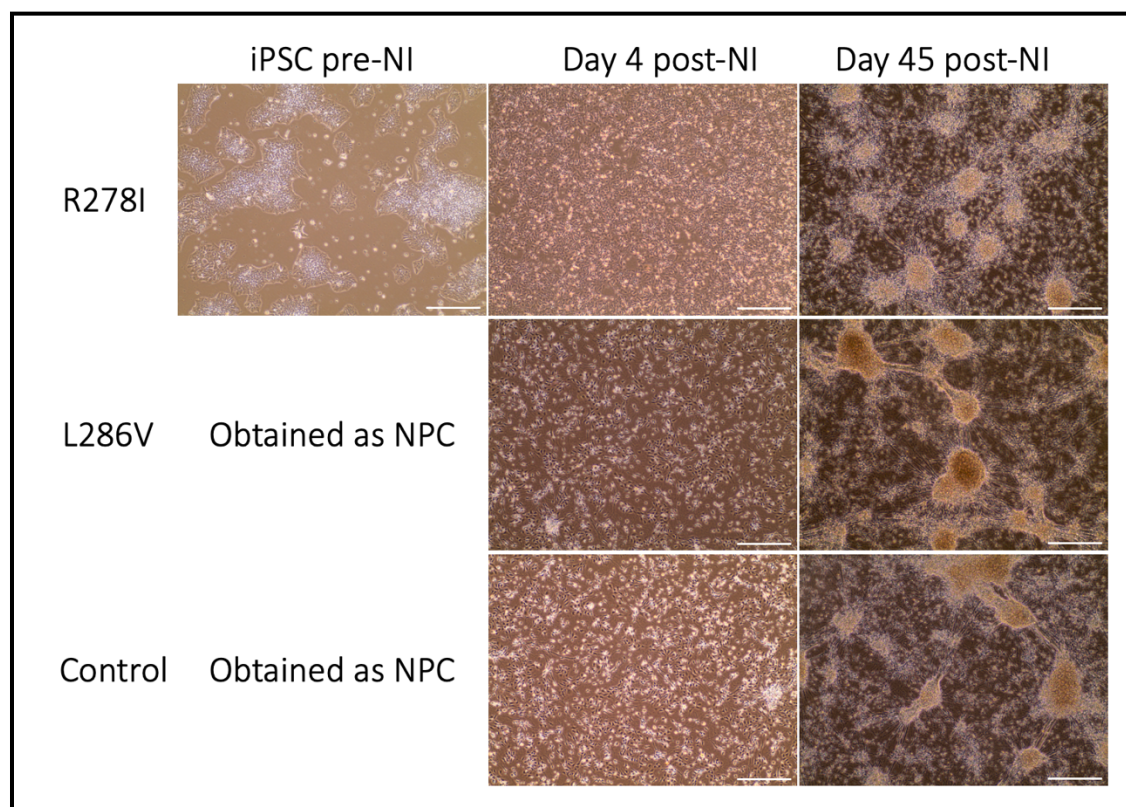 iPSC pre-NI Day 4 post-NI Day 45 post-NI
R278I
L286V Obtained as NPC
Control Obtained as NPC